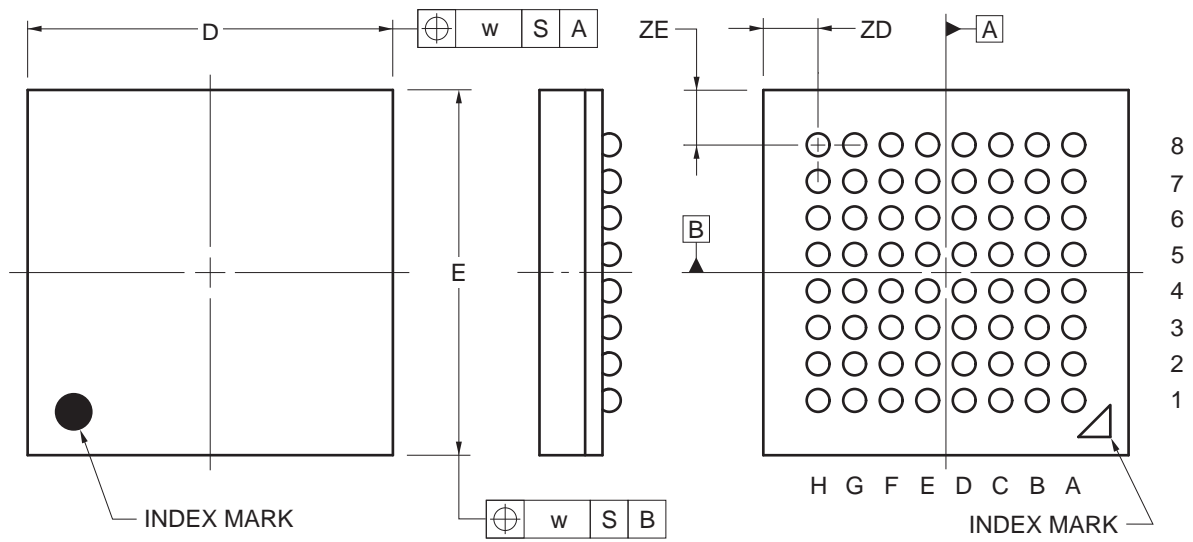 D
⌖ w S A
ZE
ZD
A
8
7
6
5
4
3
2
1
B
E
H G F E D C B A
INDEX MARK
⌖ w S B
INDEX MARK